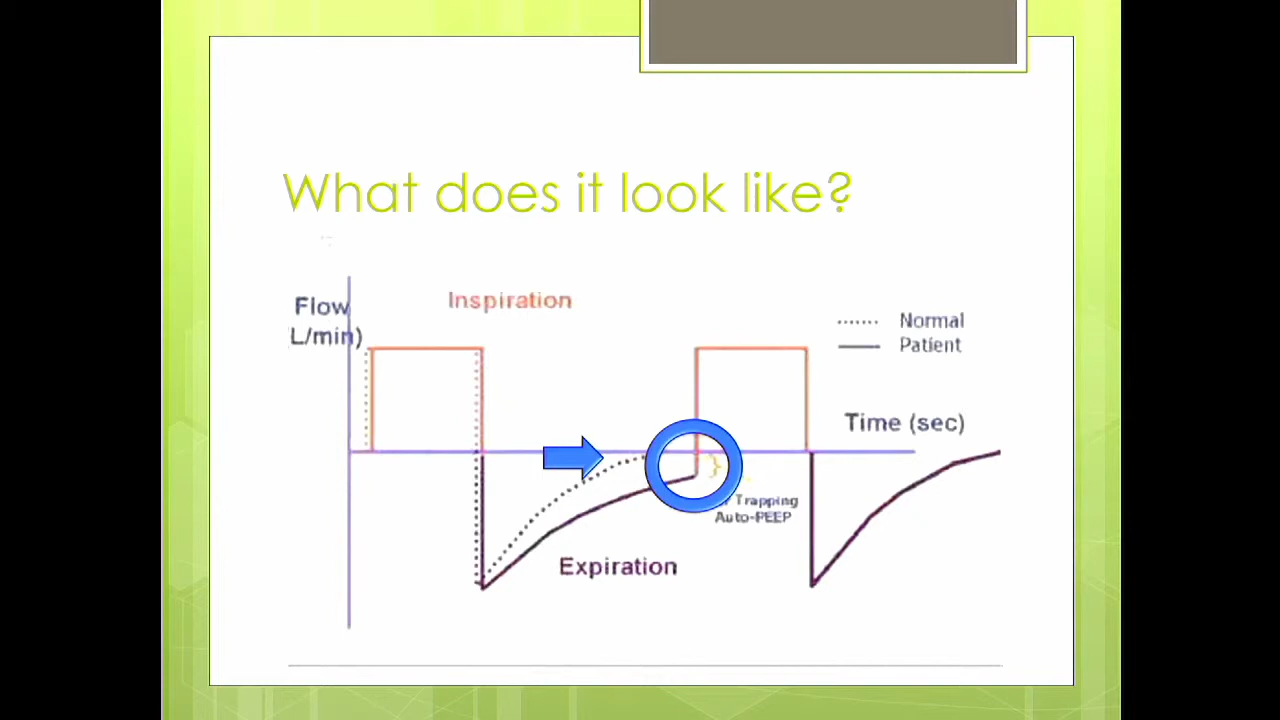 What does it look like?
Flow
L/min)
Inspiration
Normal
Patient
Time (sec)
Trapping
Auto-PEEP
Expiration